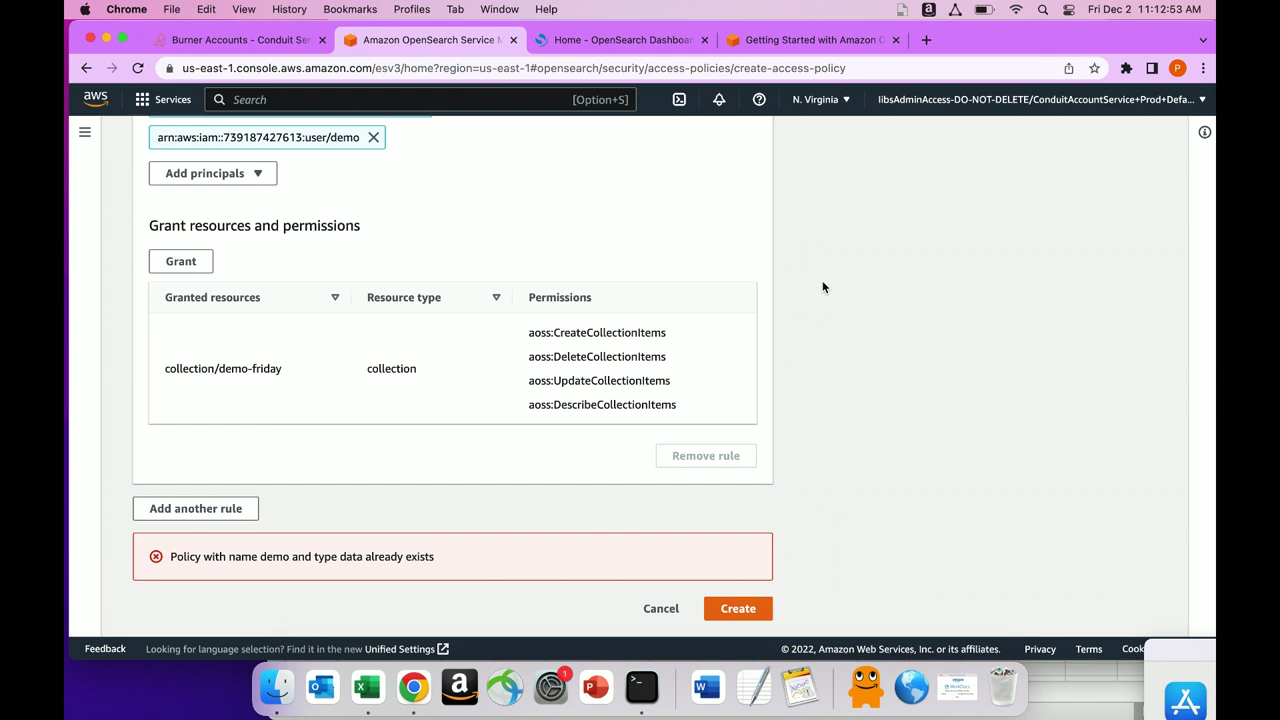 Chrome File Edit View History Bookmarks Profiles Tab Window Help Fri Dec 2 11:12:53 AM
Burner Accounts - Conduit Ser Amazon OpenSearch Service M Home - OpenSearch Dashboa Getting Started with Amazon O
us-east-1.console.aws.amazon.com/esv3/home?region=us-east-1#opensearch/security/access-policies/create-access-policy P
aws Services Search [Option+S] N. Virginia libsAdminAccess-DO-NOT-DELETE/ConduitAccountService+Prod+Defa...
arn:aws:iam::739187427613:user/demo
Add principals
Grant resources and permissions
Grant
Granted resources Resource type Permissions
collection/demo-friday collection aoss:CreateCollectionItems
aoss:DeleteCollectionItems
aoss:UpdateCollectionItems
aoss:DescribeCollectionItems
Remove rule
Add another rule
Policy with name demo and type data already exists
Cancel Create
Feedback Looking for language selection? Find it in the new Unified Settings © 2022, Amazon Web Services, Inc. or its affiliates. Privacy Terms Cook
1